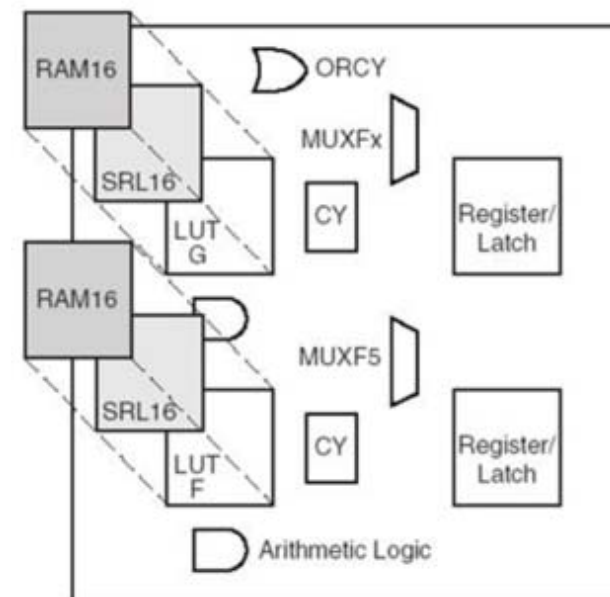 RAM16
ORCY
MUXFx
SRL16
CY
Register/
Latch
LUT
G
RAM16
MUXF5
SRL16
CY
Register/
Latch
LUT
F
Arithmetic Logic